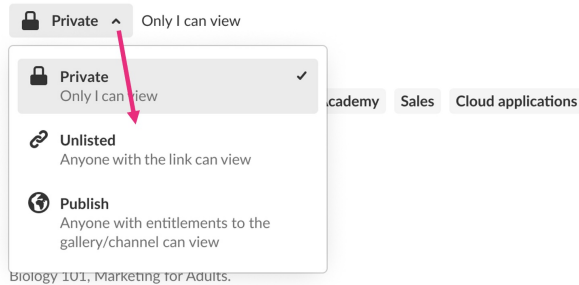 Private Only I can view
Private
Only I can view
cademy Sales Cloud applications
Unlisted
Anyone with the link can view
Publish
Anyone with entitlements to the
gallery/channel can view
Biology 101, Marketing for Adults.